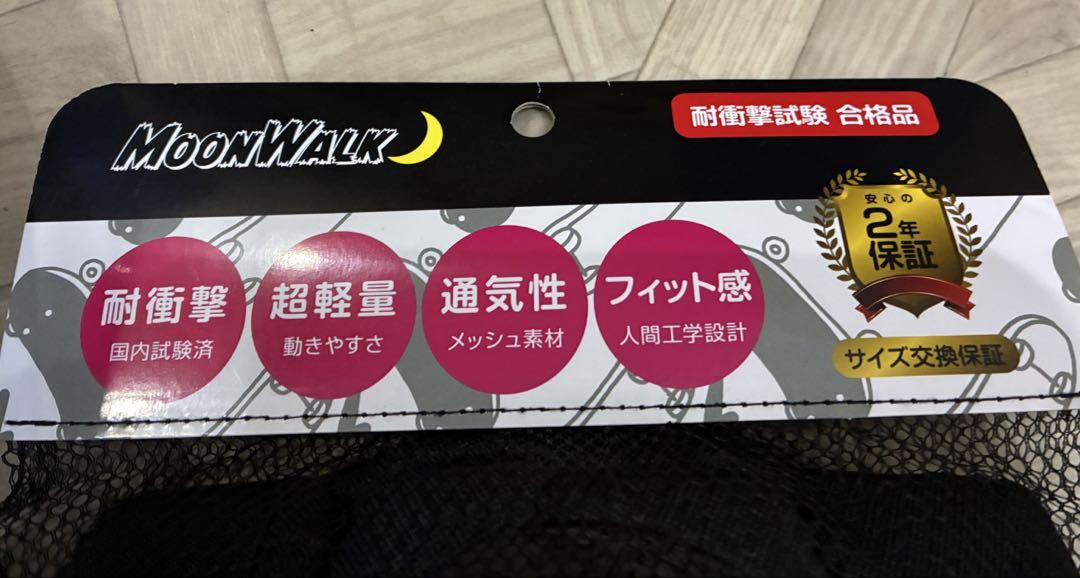 MOONWALK
耐衝撃試験 合格品
安心の
2年
保証
サイズ交換保証
耐衝撃
国内試験済
超軽量
動きやすさ
通気性
メッシュ素材
フィット感
人間工学設計